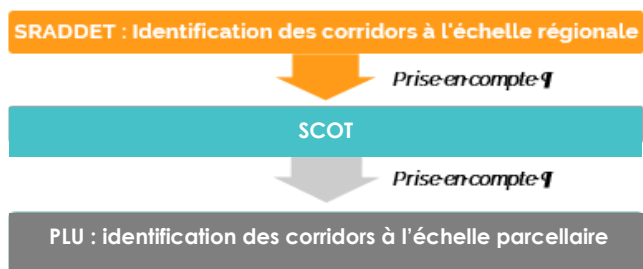 SRADDET : Identification des corridors à l'échelle régionale
Prise·en·compte·¶
SCOT
Prise·en·compte·¶
PLU : identification des corridors à l’échelle parcellaire